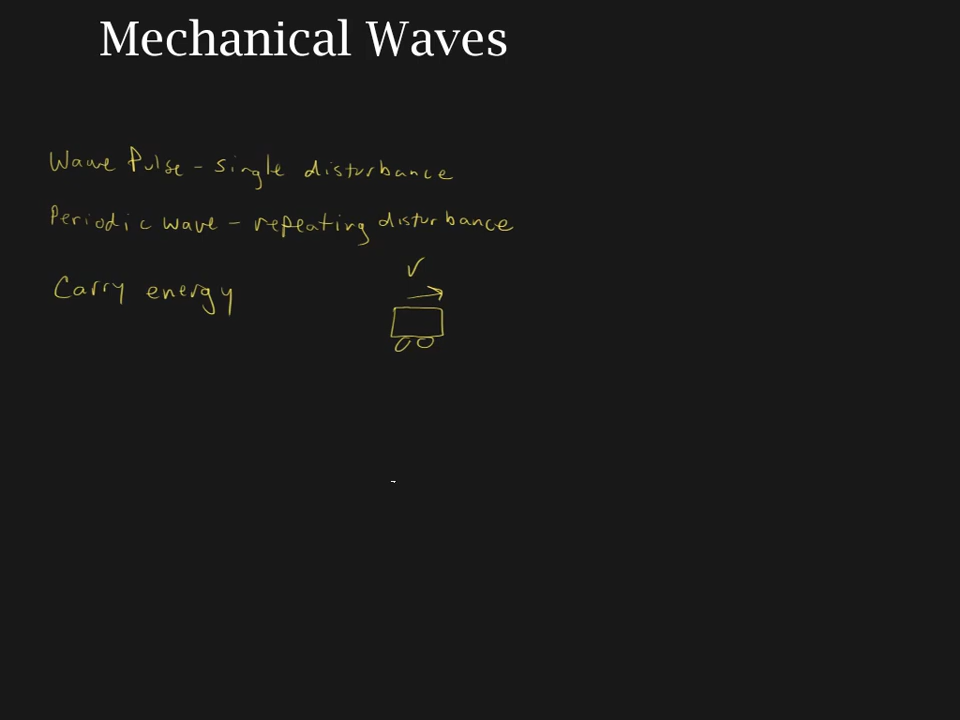 Mechanical Waves
Wave Pulse - single disturbance
Periodic wave - repeating disturbance
Carry energy
v